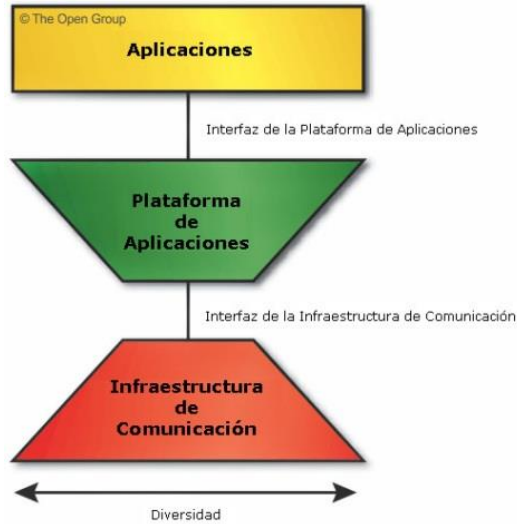 © The Open Group
Aplicaciones
Interfaz de la Plataforma de Aplicaciones
Plataforma
de
Aplicaciones
Interfaz de la Infraestructura de Comunicación
Infraestructura
de
Comunicación
Diversidad